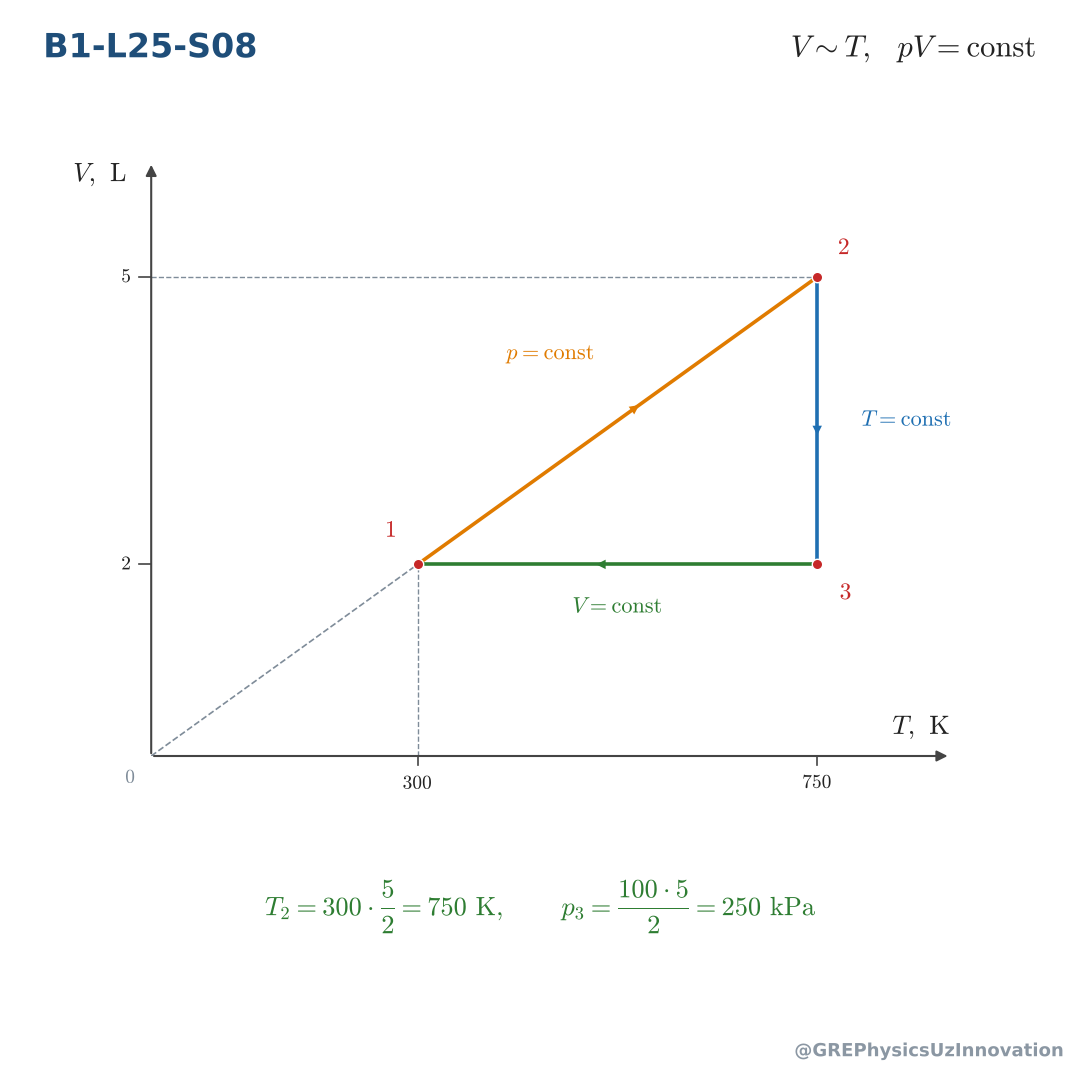 B1-L25-S08
V ~ T, pV = const
V, L
5
2
p = const
T = const
V = const
1
2
3
T, K
0
300
750
T₂ = 300 · 5/2 = 750 K, p₃ = 100 · 5/2 = 250 kPa
@GREPhysicsUzInnovation